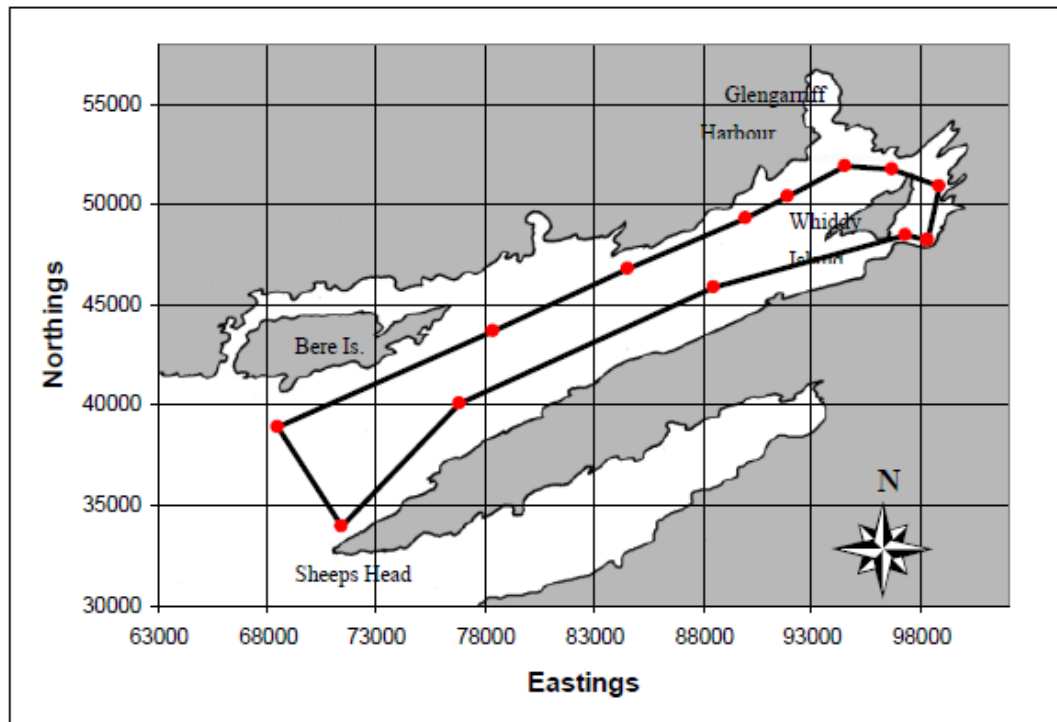 55000
50000
45000
40000
35000
30000
Northings
Glengarriff
Harbour
Whiddy
Island
Bere Is.
N
Sheeps Head
63000 68000 73000 78000 83000 88000 93000 98000
Eastings